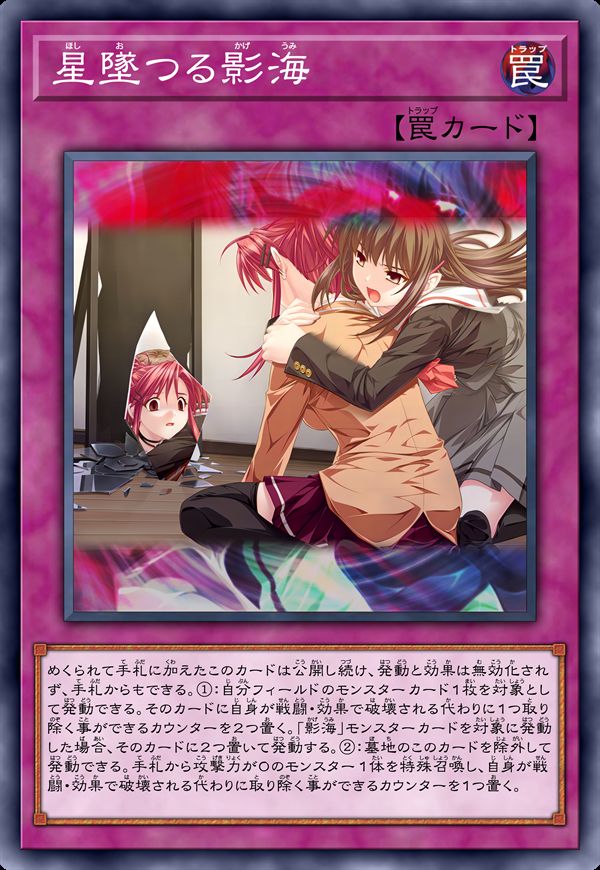 星墜つる影海
罠
【罠カード】
めくられて手札に加えたこのカードは公開し続け、発動と効果は無効化され
ず、手札からもできる。①:自分フィールドのモンスターカード1枚を対象とし
て発動できる。そのカードに自身が戦闘・効果で破壊される代わりに1つ取り
除く事ができるカウンターを2つ置く。「影海」モンスターカードを対象に発動
した場合、そのカードに2つ置いて発動する。②:墓地のこのカードを除外して
発動できる。手札から攻撃力が0のモンスター1体を特殊召喚し、自身が戦
闘・効果で破壊される代わりに取り除く事ができるカウンターを1つ置く。